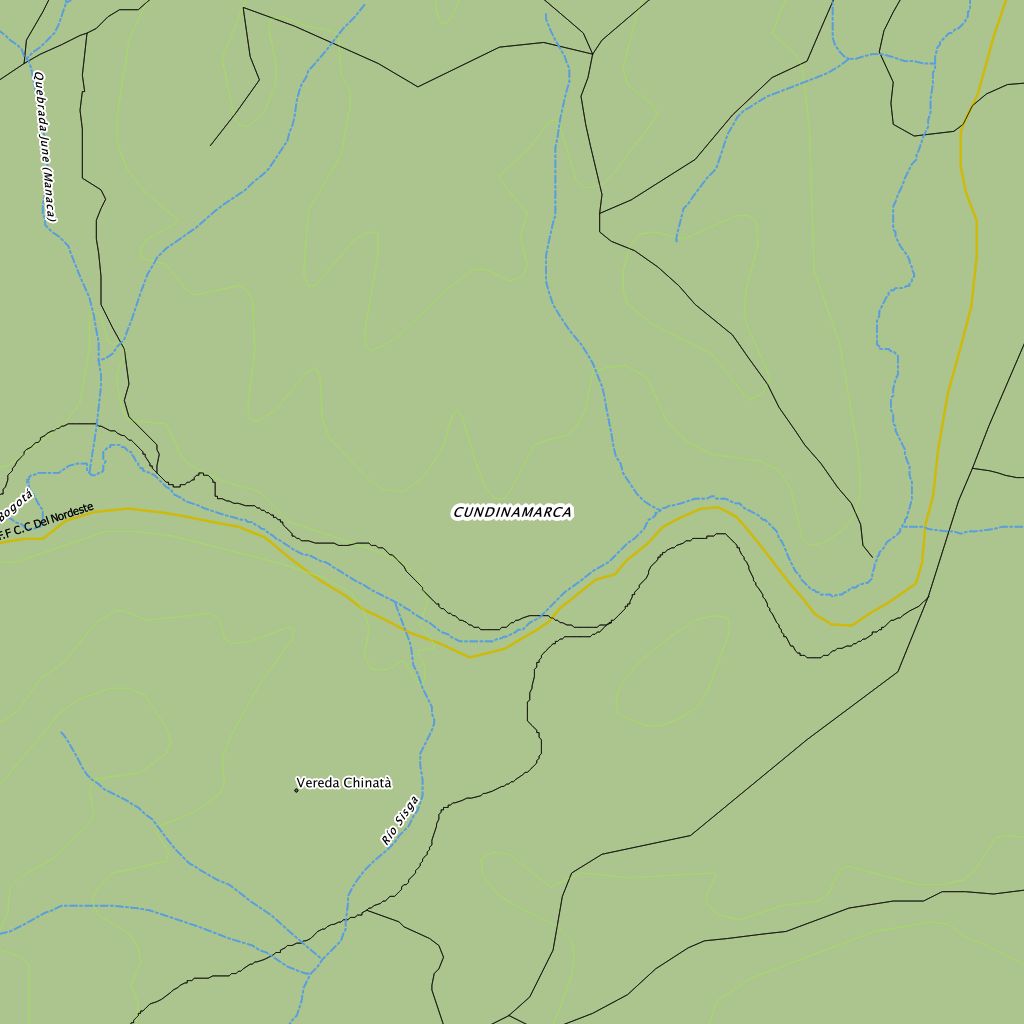 Quebrada June (Manaca)
Bogotá
F.F C.C Del Nordeste
CUNDINAMARCA
Vereda Chinatà
Río Sisga